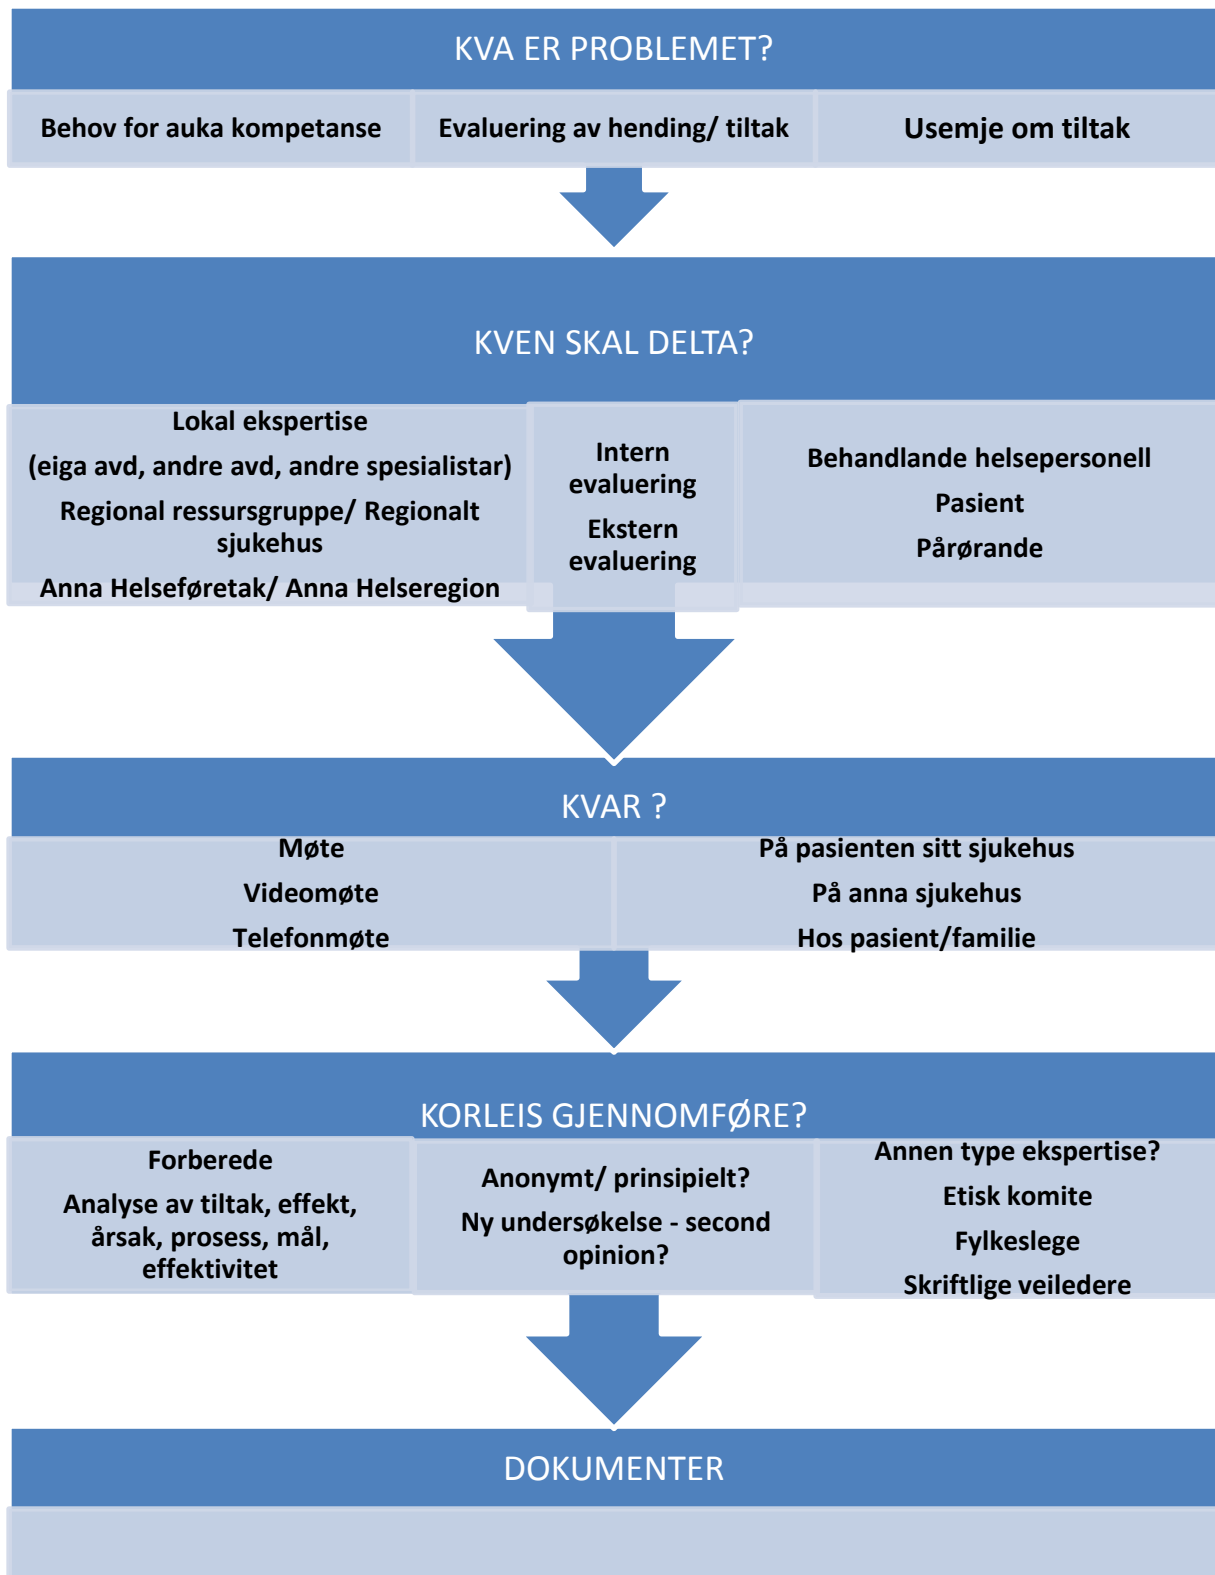 KVA ER PROBLEMET?
Behov for auka kompetanse
Evaluering av hending/ tiltak
Usemje om tiltak
KVEN SKAL DELTA?
Lokal ekspertise
(eiga avd, andre avd, andre spesialistar)
Regional ressursgruppe/ Regionalt
sjukehus
Anna Helseføretak/ Anna Helseregion
Intern
evaluering
Ekstern
evaluering
Behandlande helsepersonell
Pasient
Pårørande
KVAR ?
Møte
Videomøte
Telefonmøte
På pasienten sitt sjukehus
På anna sjukehus
Hos pasient/familie
KORLEIS GJENNOMFØRE?
Forberede
Analyse av tiltak, effekt,
årsak, prosess, mål,
effektivitet
Anonymt/ prinsipielt?
Ny undersøkelse - second
opinion?
Annen type ekspertise?
Etisk komite
Fylkeslege
Skriftlige veiledere
DOKUMENTER